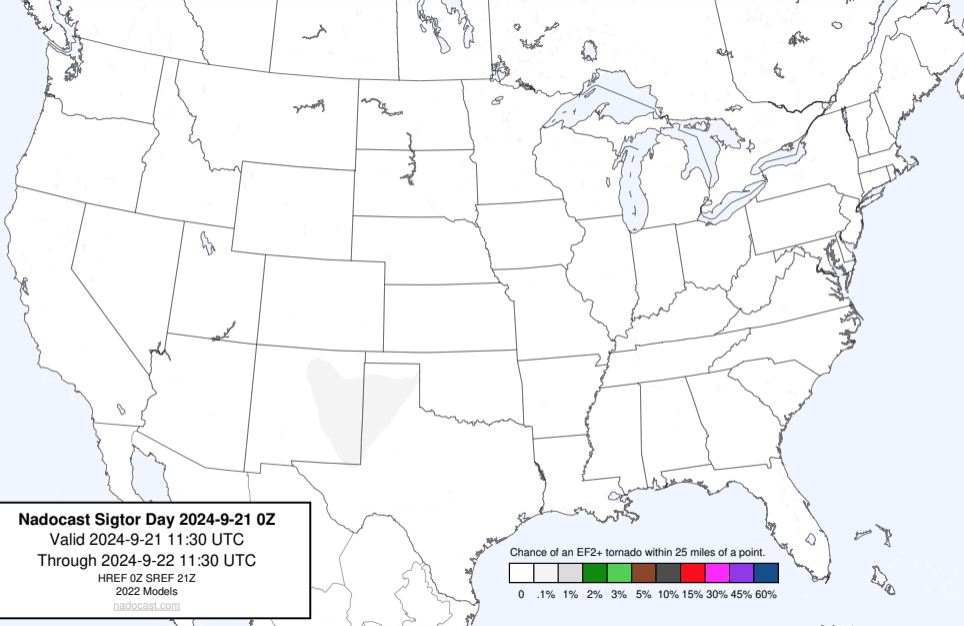 Nadocast Sigtor Day 2024-9-21 0Z
Valid 2024-9-21 11:30 UTC
Through 2024-9-22 11:30 UTC
HREF 0Z SREF 21Z
2022 Models
nadocast.com
Chance of an EF2+ tornado within 25 miles of a point.
0 .1% 1% 2% 3% 5% 10% 15% 30% 45% 60%